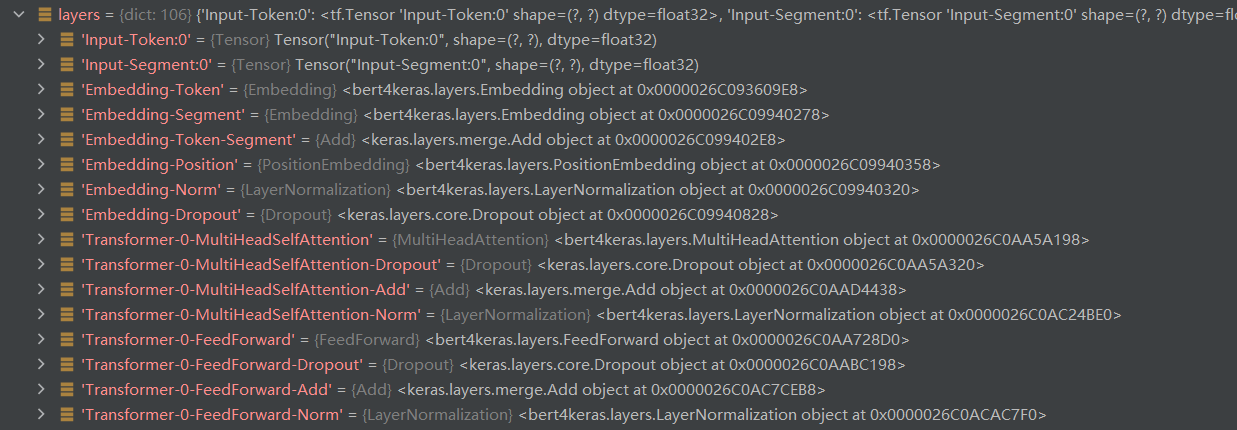 layers = {dict: 106} {'Input-Token:0': <tf.Tensor 'Input-Token:0' shape=(?, ?) dtype=float32>, 'Input-Segment:0': <tf.Tensor 'Input-Segment:0' shape=(?, ?) dtype=flo
'Input-Token:0' = {Tensor} Tensor("Input-Token:0", shape=(?, ?), dtype=float32)
'Input-Segment:0' = {Tensor} Tensor("Input-Segment:0", shape=(?, ?), dtype=float32)
'Embedding-Token' = {Embedding} <bert4keras.layers.Embedding object at 0x0000026C093609E8>
'Embedding-Segment' = {Embedding} <bert4keras.layers.Embedding object at 0x0000026C09940278>
'Embedding-Token-Segment' = {Add} <keras.layers.merge.Add object at 0x0000026C099402E8>
'Embedding-Position' = {PositionEmbedding} <bert4keras.layers.PositionEmbedding object at 0x0000026C09940358>
'Embedding-Norm' = {LayerNormalization} <bert4keras.layers.LayerNormalization object at 0x0000026C09940320>
'Embedding-Dropout' = {Dropout} <keras.layers.core.Dropout object at 0x0000026C09940828>
'Transformer-0-MultiHeadSelfAttention' = {MultiHeadAttention} <bert4keras.layers.MultiHeadAttention object at 0x0000026C0AA5A198>
'Transformer-0-MultiHeadSelfAttention-Dropout' = {Dropout} <keras.layers.core.Dropout object at 0x0000026C0AA5A320>
'Transformer-0-MultiHeadSelfAttention-Add' = {Add} <keras.layers.merge.Add object at 0x0000026C0AAD4438>
'Transformer-0-MultiHeadSelfAttention-Norm' = {LayerNormalization} <bert4keras.layers.LayerNormalization object at 0x0000026C0AC24BE0>
'Transformer-0-FeedForward' = {FeedForward} <bert4keras.layers.FeedForward object at 0x0000026C0AA728D0>
'Transformer-0-FeedForward-Dropout' = {Dropout} <keras.layers.core.Dropout object at 0x0000026C0AABC198>
'Transformer-0-FeedForward-Add' = {Add} <keras.layers.merge.Add object at 0x0000026C0AC7CEB8>
'Transformer-0-FeedForward-Norm' = {LayerNormalization} <bert4keras.layers.LayerNormalization object at 0x0000026C0ACAC7F0>